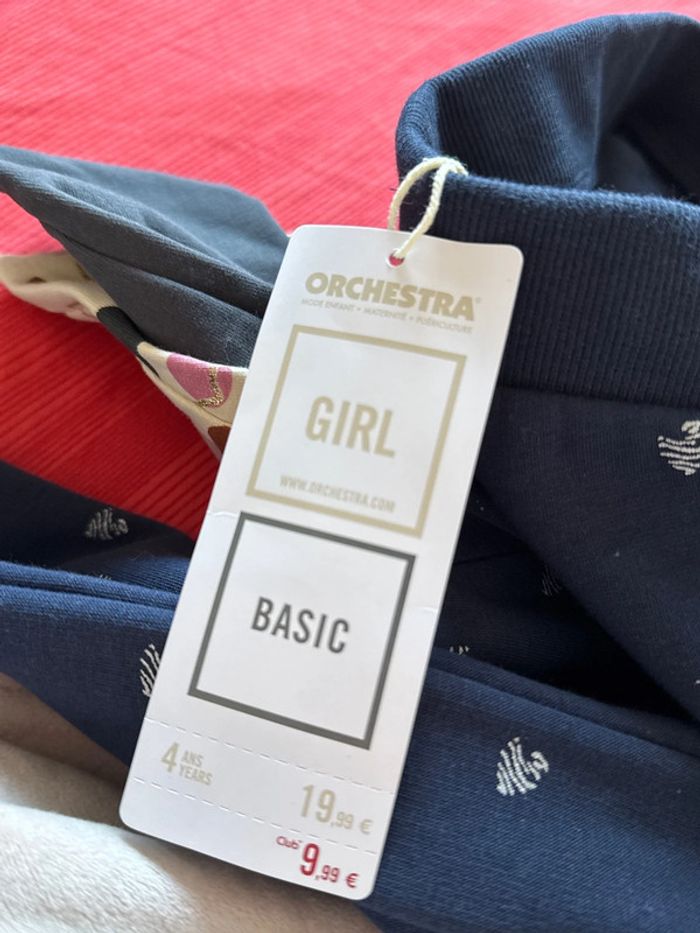 ORCHESTRA®
MODE ENFANT • MATERNITÉ • PUÉRICULTURE
GIRL
WWW.ORCHESTRA.COM
BASIC
4 ANS
YEARS
19,99 €
Club* 9,99 €